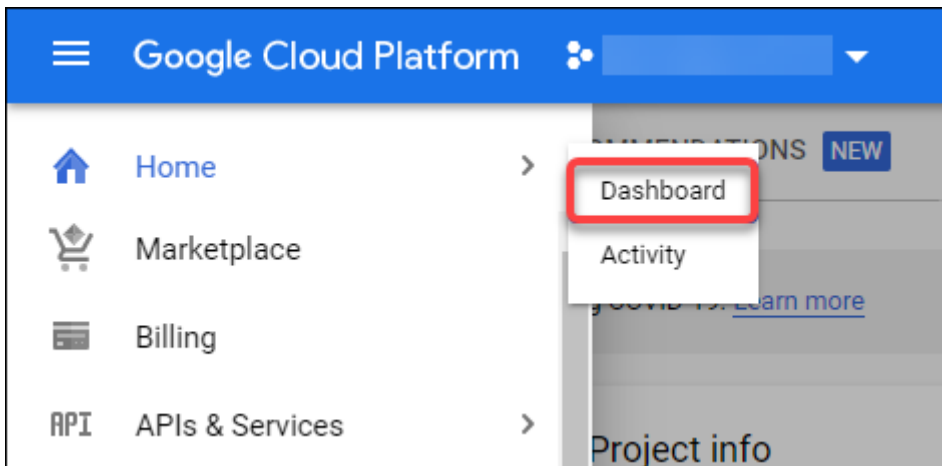 Google Cloud Platform
NEW
Home
Dashboard
Marketplace
Activity
Learn more
Billing
API APIs & Services
Project info